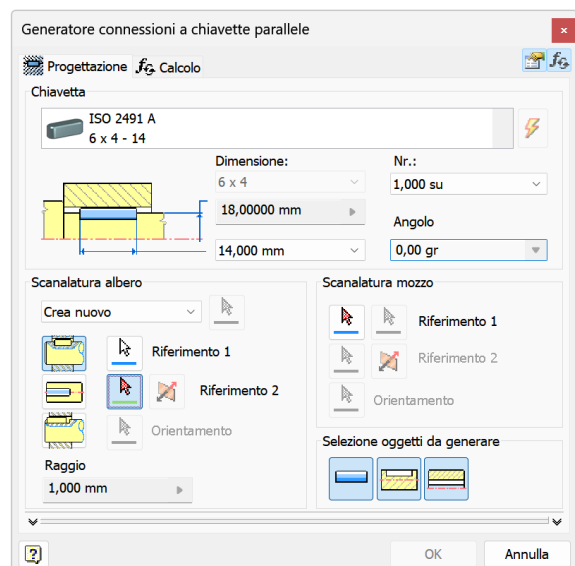 Generatore connessioni a chiavette parallele
Progettazione
Calcolo
Chiavetta
ISO 2491 A
6 x 4 - 14
Dimensione:
Nr.:
6 x 4
1,000 su
18,00000 mm
Angolo
14,000 mm
0,00 gr
Scanalatura albero
Crea nuovo
Riferimento 1
Riferimento 2
Orientamento
Raggio
1,000 mm
Scanalatura mozzo
Riferimento 1
Riferimento 2
Orientamento
Selezione oggetti da generare
OK
Annulla